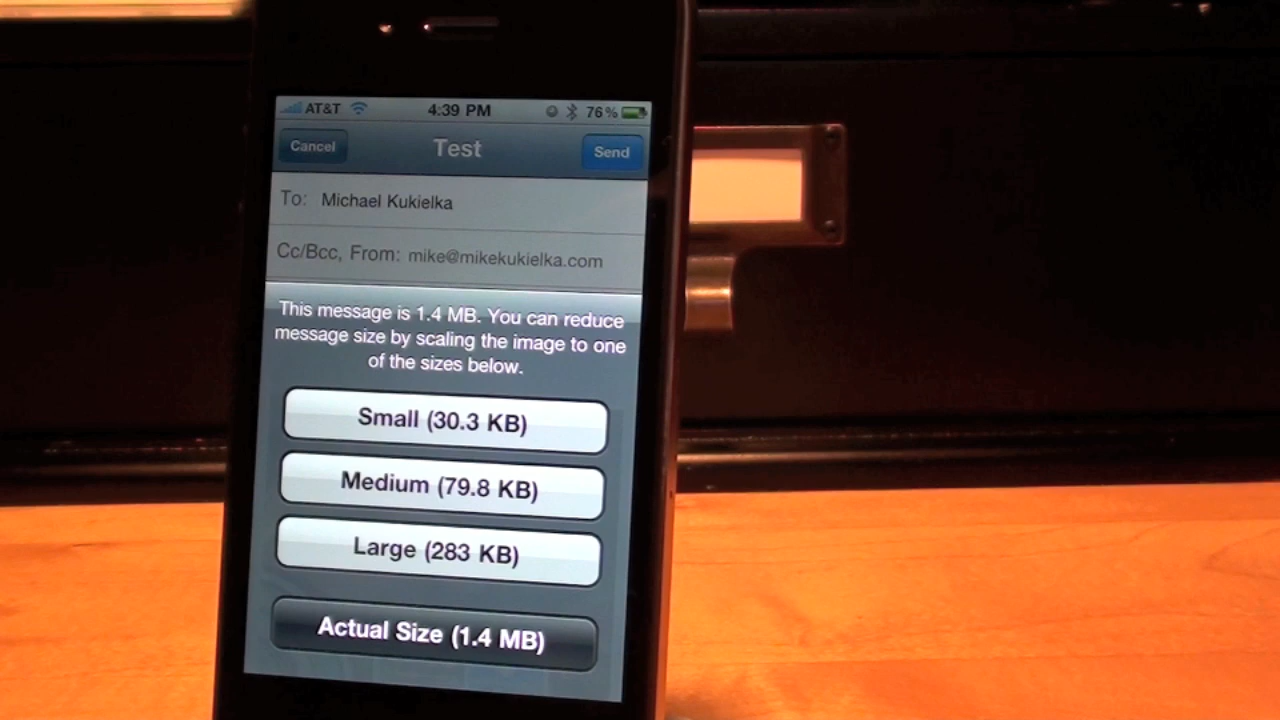 AT&T 4:39 PM 76%
Cancel Test Send
To: Michael Kukielka
Cc/Bcc, From: mike@mikekukielka.com
This message is 1.4 MB. You can reduce
message size by scaling the image to one
of the sizes below.
Small (30.3 KB)
Medium (79.8 KB)
Large (283 KB)
Actual Size (1.4 MB)